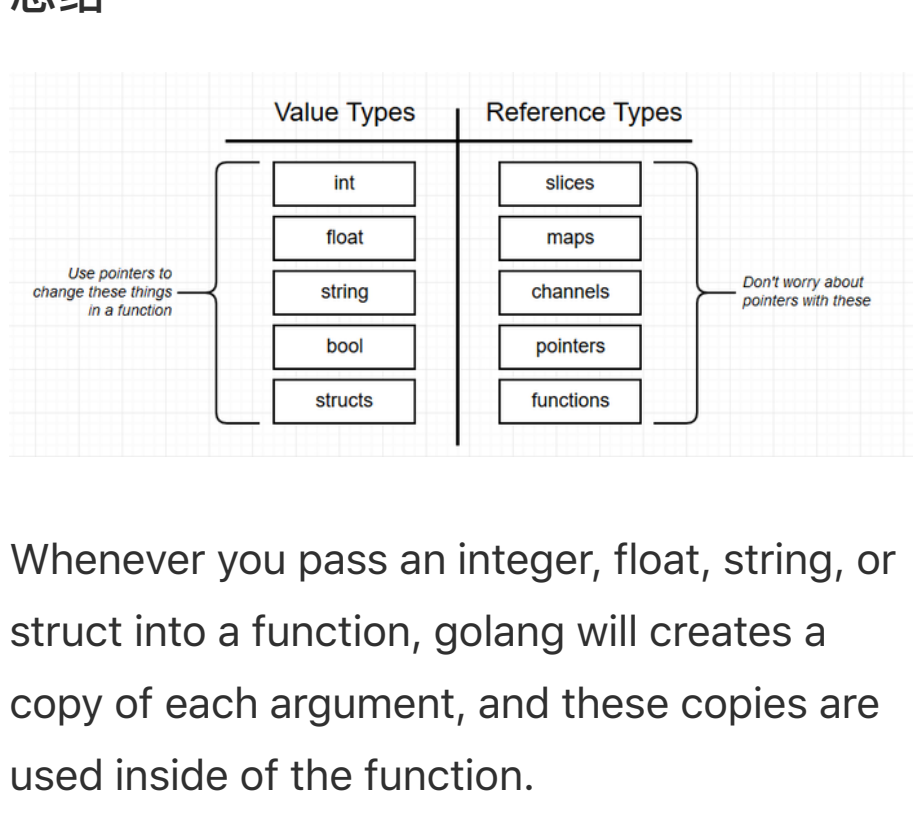 总结
Value Types
Reference Types
int
slices
float
maps
Use pointers to
change these things
in a function
string
channels
Don't worry about
pointers with these
bool
pointers
structs
functions
Whenever you pass an integer, float, string, or
struct into a function, golang will creates a
copy of each argument, and these copies are
used inside of the function.